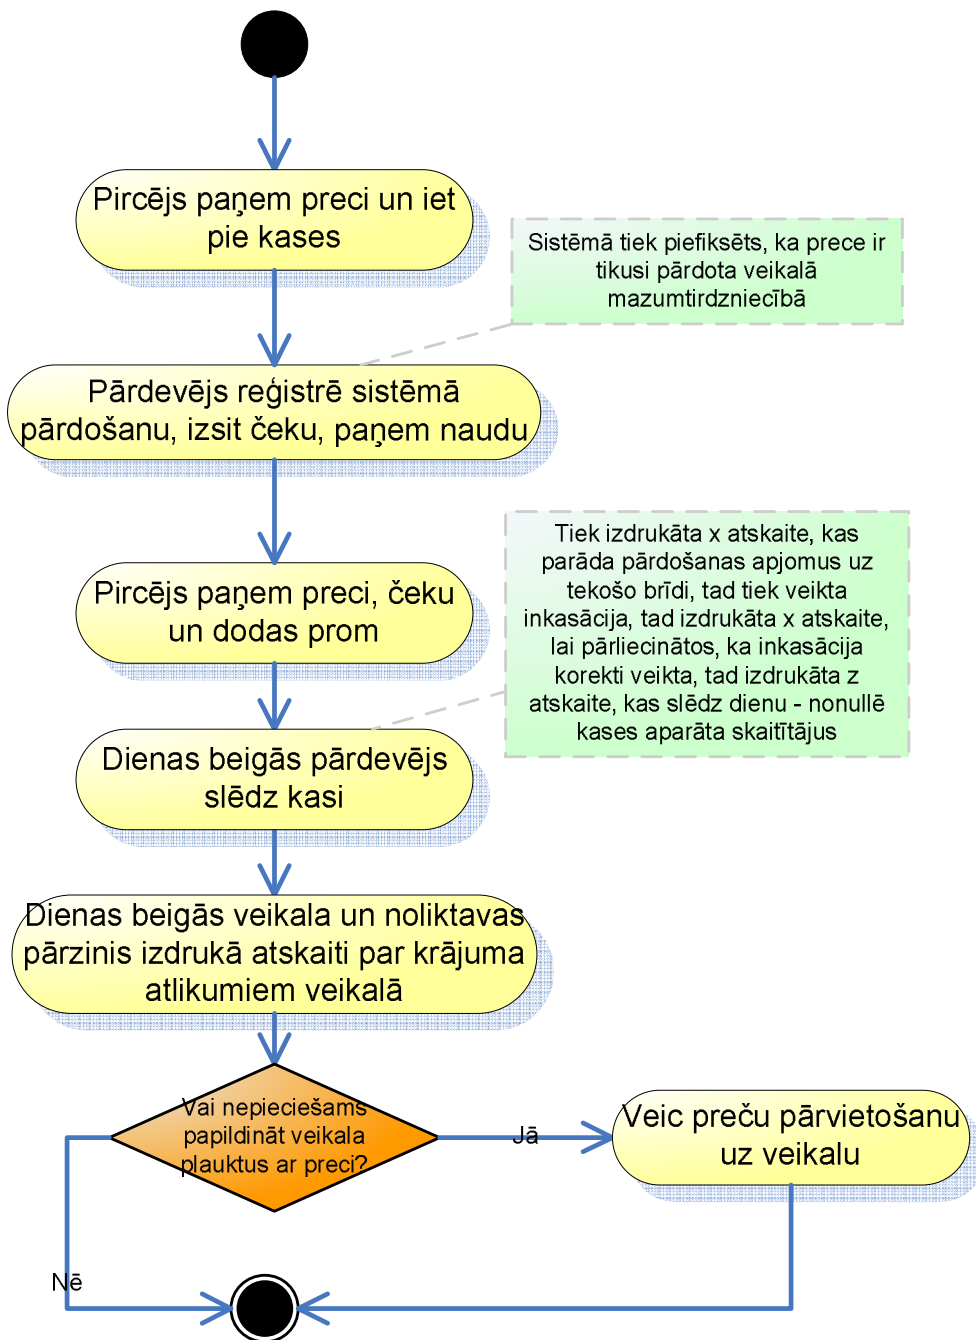 Pircējs paņem preci un iet
pie kases
Sistēmā tiek piefiksēts, ka prece ir
tikusi pārdota veikalā
mazumtirdzniecībā
Pārdevējs reģistrē sistēmā
pārdošanu, izsit čeku, paņem naudu
Tiek izdrukāta x atskaite, kas
parāda pārdošanas apjomus uz
tekošo brīdi, tad tiek veikta
inkasācija, tad izdrukāta x atskaite,
lai pārliecinātos, ka inkasācija
korekti veikta, tad izdrukāta z
atskaite, kas slēdz dienu - nonullē
kases aparāta skaitītājus
Pircējs paņem preci, čeku
un dodas prom
Dienas beigās pārdevējs
slēdz kasi
Dienas beigās veikala un noliktavas
pārzinis izdrukā atskaiti par krājuma
atlikumiem veikalā
Vai nepieciešams
papildināt veikala
plauktus ar preci?
Jā
Veic preču pārvietošanu
uz veikalu
Nē